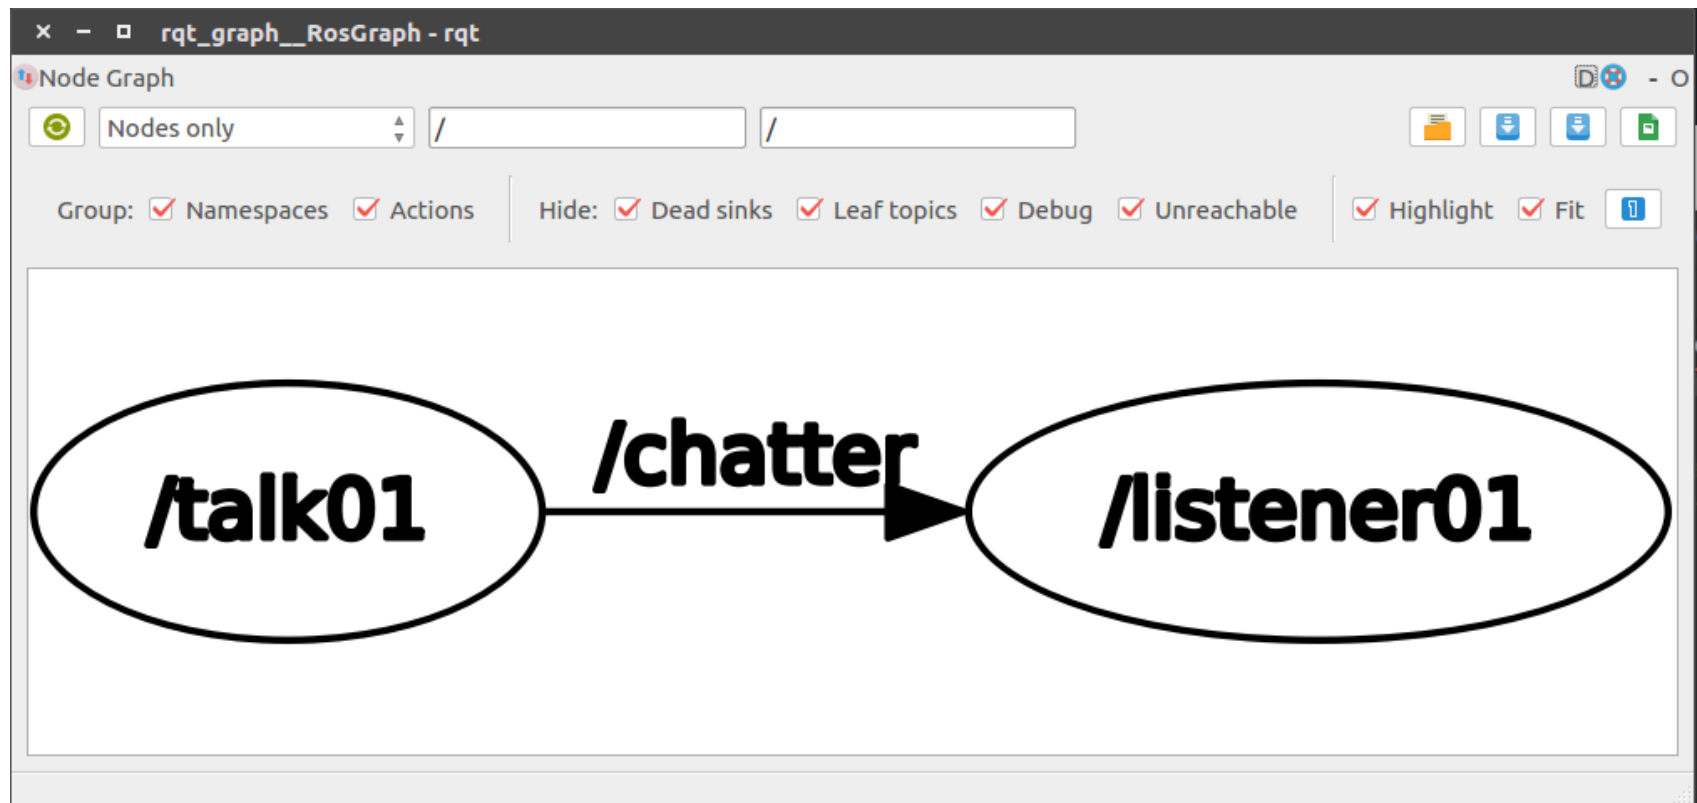 rqt_graph__RosGraph - rqt
Node Graph D - O
Nodes only / /
Group: Namespaces Actions Hide: Dead sinks Leaf topics Debug Unreachable Highlight Fit 1
/chatter
/talk01 /listener01